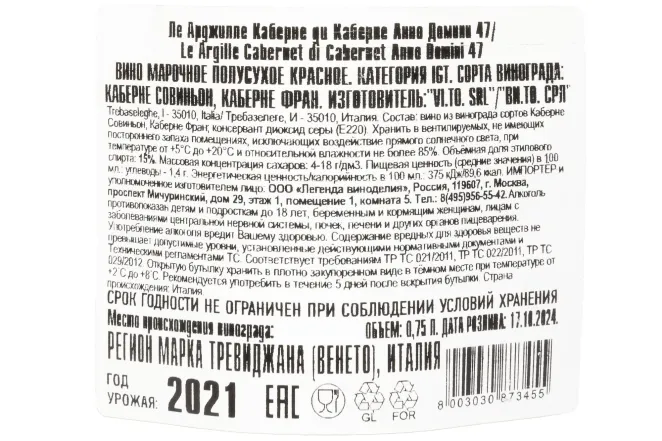 Ле Арджилле Каберне ди Каберне Анно Домини 47/
Le Argille Cabernet di Cabernet Anno Domini 47
ВИНО МАРОЧНОЕ ПОЛУСУХОЕ КРАСНОЕ. КАТЕГОРИЯ IGT. СОРТА ВИНОГРАДА:
КАБЕРНЕ СОВИНЬОН, КАБЕРНЕ ФРАН. ИЗГОТОВИТЕЛЬ:"VI.TO. SRL"/"ВИ.ТО. СРЛ"
Trebaseleghe, I - 35010, Italia/ Требазелеге, И - 35010, Италия. Состав: вино из винограда сортов Каберне
Совиньон, Каберне Фран; консервант диоксид серы (Е220). Хранить в вентилируемых, не имеющих
постороннего запаха помещениях, исключающих воздействие прямого солнечного света, при
температуре от +5°С до +20°С и относительной влажности не более 85%. Объёмная доля этилового
спирта: 15%. Массовая концентрация сахаров: 4-18 г/дм3. Пищевая ценность (средние значения) в 100
мл.: углеводы - 1,4 г. Энергетическая ценность/калорийность в 100 мл.: 375 кДж/89,6 ккал. ИМПОРТЕР и
уполномоченное изготовителем лицо: ООО «Легенда виноделия», Россия, 119607, г. Москва,
проспект Мичуринский, дом 29, этаж 1, помещение 1, комната 5. Тел.: 8(495)956-55-42. Алкоголь
противопоказан детям и подросткам до 18 лет, беременным и кормящим женщинам, лицам с
заболеваниями центральной нервной системы, почек, печени и других органов пищеварения.
Употребление алкоголя вредит Вашему здоровью. Содержание вредных для здоровья веществ не
превышает допустимые уровни, установленные действующими нормативными документами и
Техническими регламентами ТС. Соответствует требованиям ТР ТС 021/2011, ТР ТС 022/2011, ТР ТС
029/2012. Открытую бутылку хранить в плотно закупоренном виде в тёмном месте при температуре от
+2°С до +8°С. Рекомендуется употребить в течение 5 дней после вскрытия бутылки. Страна
происхождения: Италия.
СРОК ГОДНОСТИ НЕ ОГРАНИЧЕН ПРИ СОБЛЮДЕНИИ УСЛОВИЙ ХРАНЕНИЯ
Место происхождения винограда: ОБЪЕМ: 0,75 Л. ДАТА РОЗЛИВА: 17.10.2024.
РЕГИОН МАРКА ТРЕВИДЖАНА (ВЕНЕТО), ИТАЛИЯ
ГОД
УРОЖАЯ: 2021 EAC
GL FOR
8 003030 873455